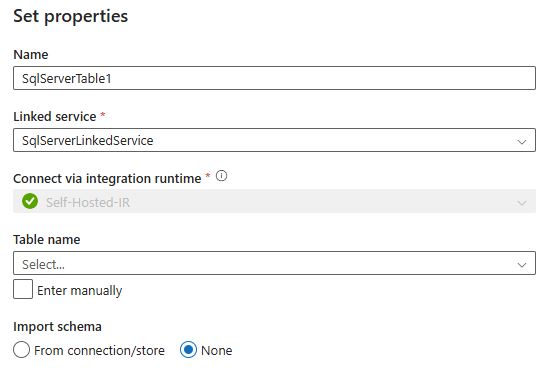 Set properties
Name
SqlServerTable1
Linked service *
SqlServerLinkedService
Connect via integration runtime *
Self-Hosted-IR
Table name
Select...
Enter manually
Import schema
From connection/store None